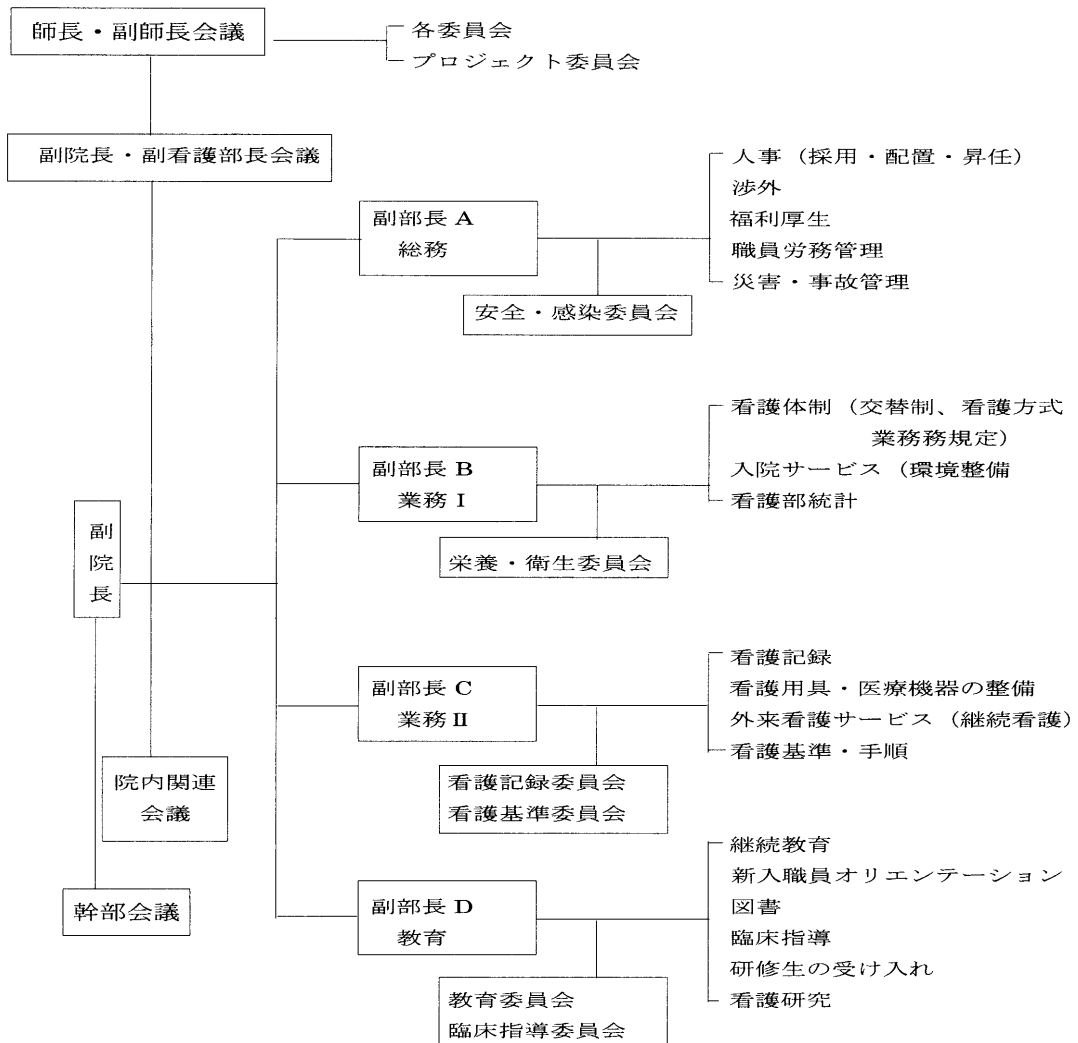 師長・副師長会議
各委員会
プロジェクト委員会
副院長・副看護部長会議
副部長 A
総務
人事（採用・配置・昇任）
渉外
福利厚生
職員労務管理
災害・事故管理
安全・感染委員会
副部長 B
業務 I
看護体制（交替制、看護方式
業務務規定）
入院サービス（環境整備
看護部統計
栄養・衛生委員会
副院長
副部長 C
業務 II
看護記録
看護用具・医療機器の整備
外来看護サービス（継続看護）
看護基準・手順
看護記録委員会
看護基準委員会
院内関連
会議
幹部会議
副部長 D
教育
継続教育
新入職員オリエンテーション
図書
臨床指導
研修生の受け入れ
看護研究
教育委員会
臨床指導委員会